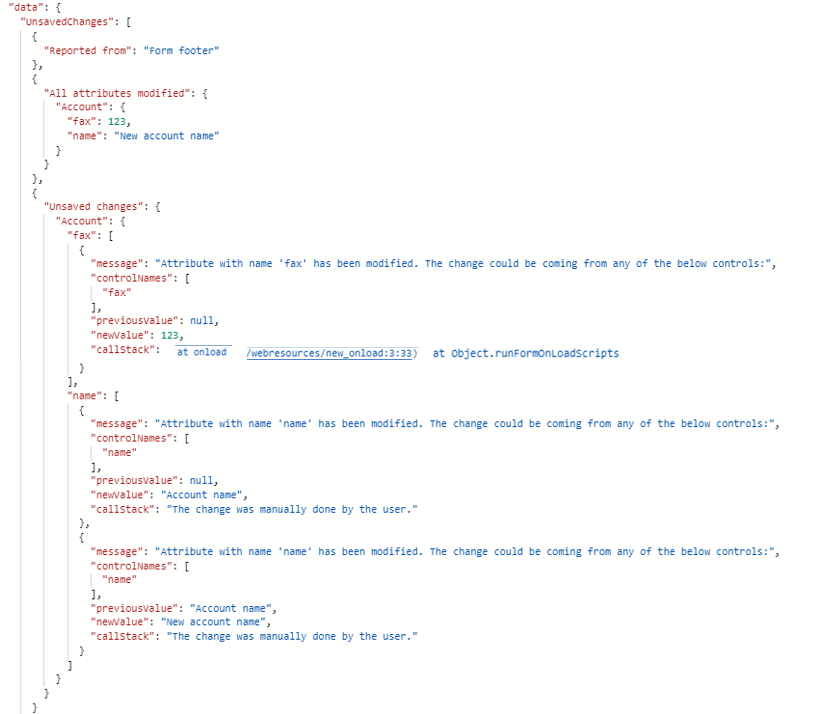 "data": {
"UnsavedChanges": [
{
"Reported from": "Form footer"
},
{
"All attributes modified": {
"Account": {
"fax": 123,
"name": "New account name"
}
}
},
{
"Unsaved changes": {
"Account": {
"fax": [
{
"message": "Attribute with name 'fax' has been modified. The change could be coming from any of the below controls:",
"controlNames": [
"fax"
],
"previousValue": null,
"newValue": 123,
"callStack": at onload /webresources/new_onload:3:33) at Object.runFormOnLoadScripts
}
],
"name": [
{
"message": "Attribute with name 'name' has been modified. The change could be coming from any of the below controls:",
"controlNames": [
"name"
],
"previousValue": null,
"newValue": "Account name",
"callStack": "The change was manually done by the user."
},
{
"message": "Attribute with name 'name' has been modified. The change could be coming from any of the below controls:",
"controlNames": [
"name"
],
"previousValue": "Account name",
"newValue": "New account name",
"callStack": "The change was manually done by the user."
}
]
}
}
}